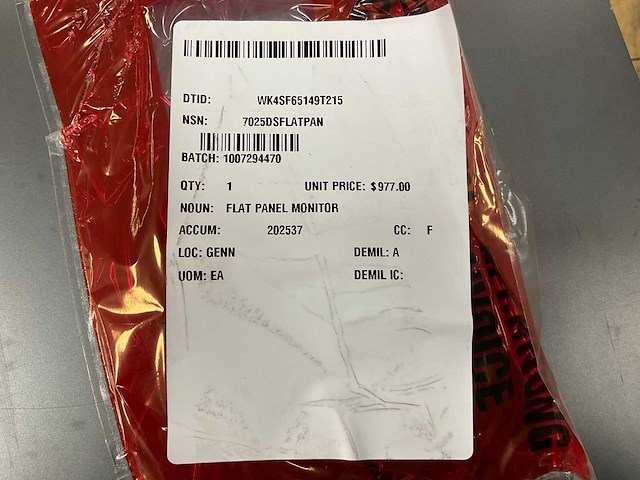 DTID: WK4SF65149T215
NSN: 7025DSFLATPAN
BATCH: 1007294470
QTY: 1 UNIT PRICE: $977.00
NOUN: FLAT PANEL MONITOR
ACCUM: 202537 CC: F
LOC: GENN DEMIL: A
UOM: EA DEMIL IC: